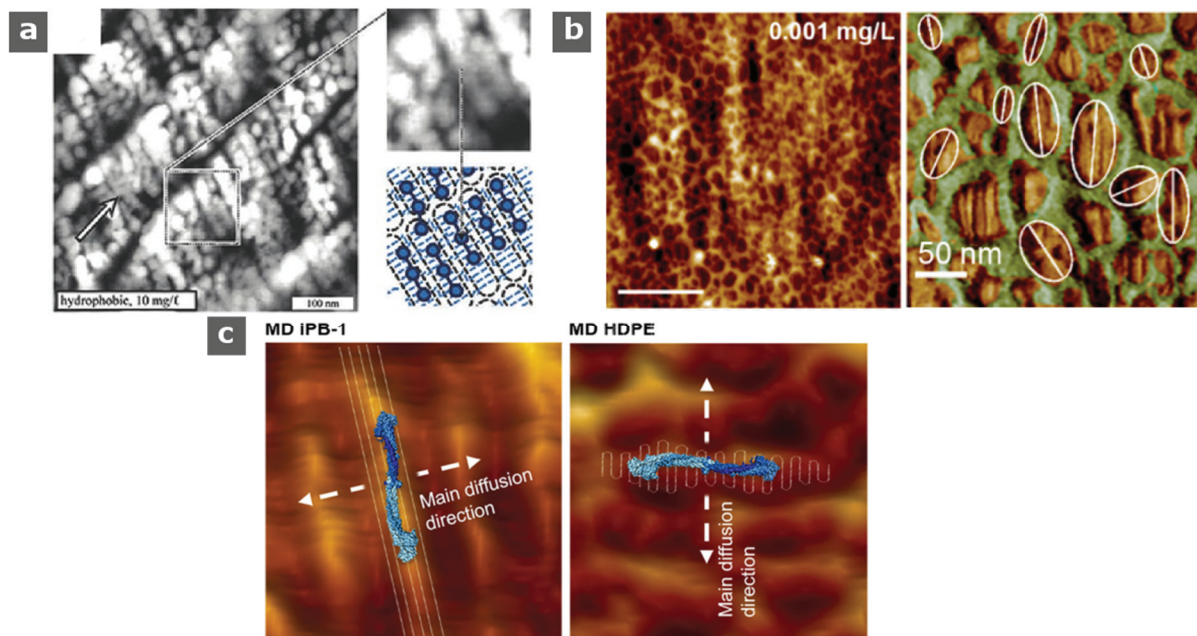 a
hydrophobic, 10 mg/ℓ
100 nm
b
0.001 mg/L
50 nm
c
MD iPB-1
Main diffusion
direction
MD HDPE
Main diffusion
direction